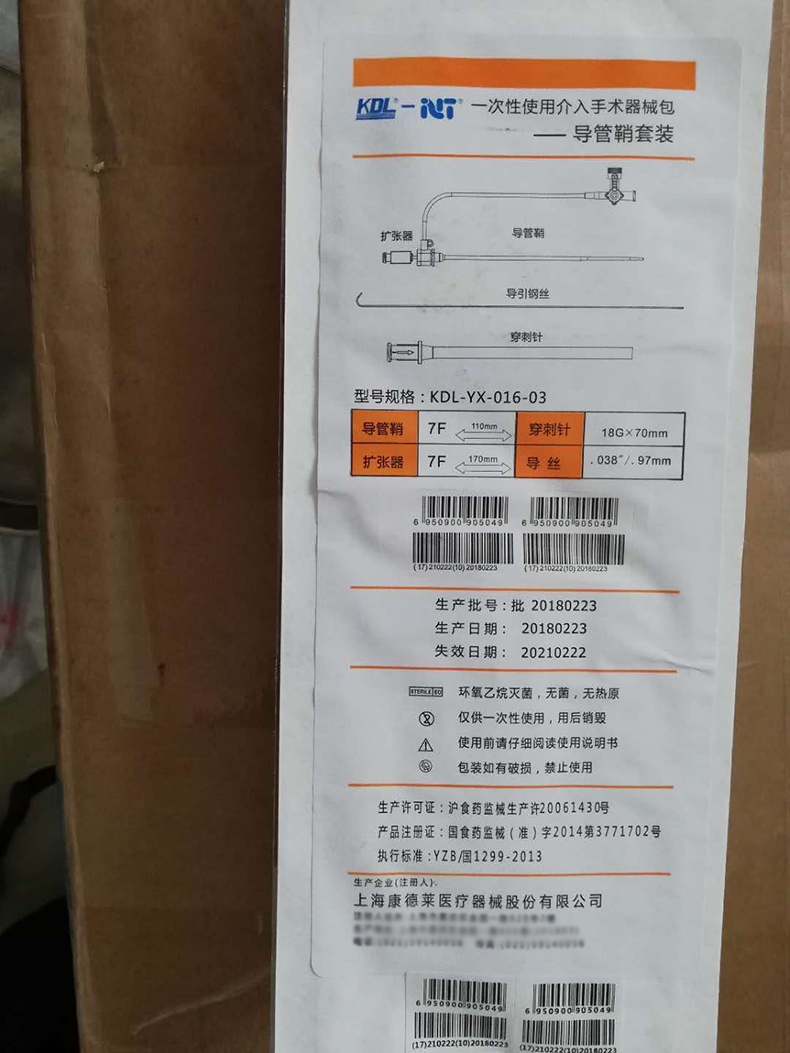 KDL® - iNT® 一次性使用介入手术器械包
—— 导管鞘套装
扩张器
导管鞘
导引钢丝
穿刺针
型号规格：KDL-YX-016-03
导管鞘 7F 110mm 穿刺针 18G×70mm
扩张器 7F 170mm 导 丝 .038"/.97mm
6 950900 905049 6 950900 905049
(17)210222(10)20180223 (17)210222(10)20180223
生产批号：批 20180223
生产日期： 20180223
失效日期： 20210222
STERILE EO 环氧乙烷灭菌，无菌，无热原
仅供一次性使用，用后销毁
使用前请仔细阅读使用说明书
包装如有破损，禁止使用
生产许可证：沪食药监械生产许20061430号
产品注册证：国食药监械（准）字2014第3771702号
执行标准：YZB/国1299-2013
生产企业(注册人)：
上海康德莱医疗器械股份有限公司
6 950900 905049 6 950900 905049
(17)210222(10)20180223 (17)210222(10)20180223